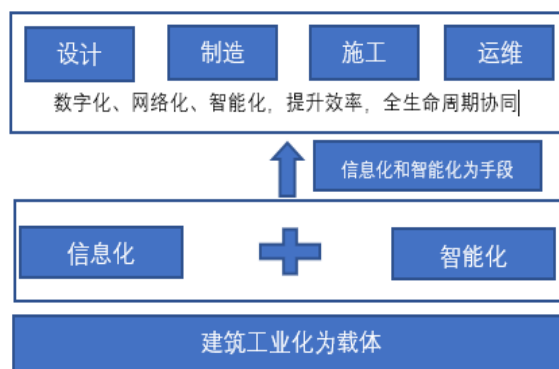 设计 制造 施工 运维
数字化、网络化、智能化，提升效率，全生命周期协同
信息化和智能化为手段
信息化 智能化
建筑工业化为载体